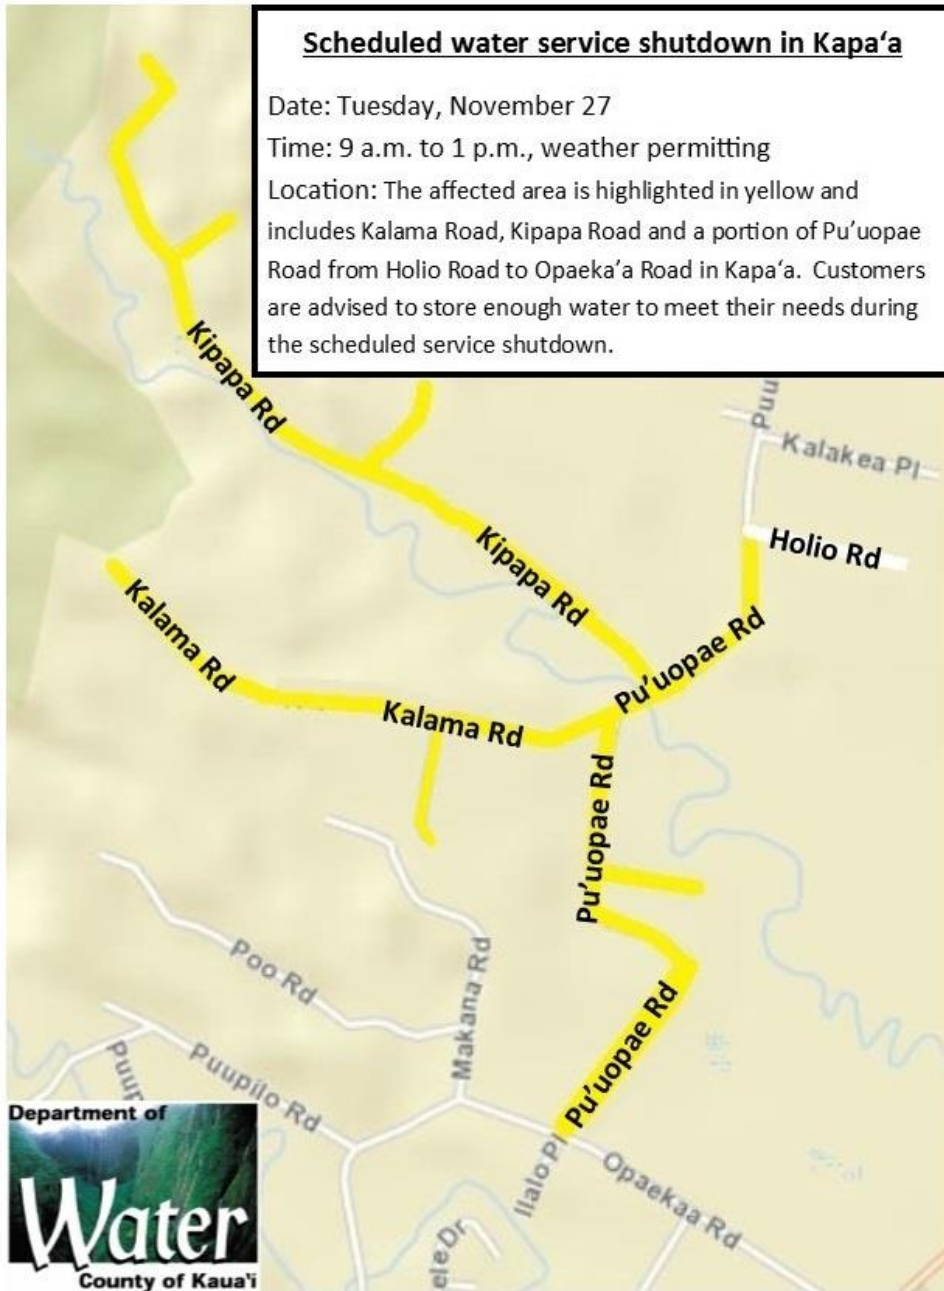 Scheduled water service shutdown in Kapa‘a
Date: Tuesday, November 27
Time: 9 a.m. to 1 p.m., weather permitting
Location: The affected area is highlighted in yellow and
includes Kalama Road, Kipapa Road and a portion of Pu’uopae
Road from Holio Road to Opaeka’a Road in Kapa‘a. Customers
are advised to store enough water to meet their needs during
the scheduled service shutdown.
Kipapa Rd
Puu
Kalakea Pl
Holio Rd
Kipapa Rd
Kalama Rd
Pu’uopae Rd
Kalama Rd
Pu’uopae Rd
Poo Rd
Makana Rd
Pu’uopae Rd
Puupilo Rd
Puup
Ilalo Pl
Opaekaa Rd
ele Dr
Department of
Water
County of Kaua'i